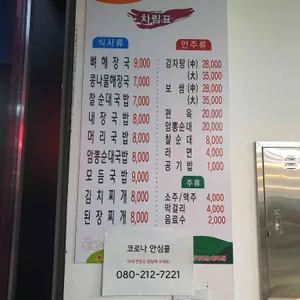 차림표
식사류
뼈해장국 9,000
콩나물해장국 7,000
찰순대국밥 7,000
내장국밥 8,000
머리국밥 8,000
암뽕순대국밥 8,000
모듬국밥 9,000
김치찌개 8,000
된장찌개 8,000
안주류
감자탕 (中) 28,000
(大) 35,000
보쌈 (中) 28,000
(大) 35,000
편육 20,000
암뽕순대 20,000
찰순대 8,000
라면 4,000
공기밥 1,000
주류
소주/맥주 4,000
막걸리 4,000
음료수 2,000
코로나 안심콜
080-212-7221